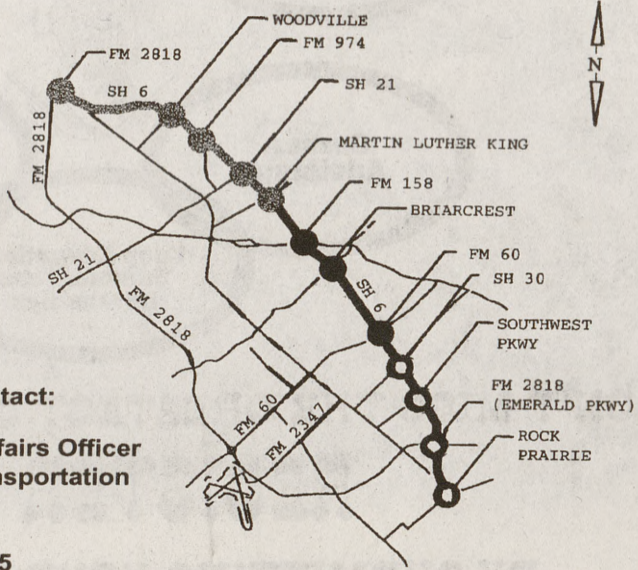 WOODVILLE
FM 2818
FM 974
SH 6
SH 21
FM 2818
MARTIN LUTHER KING
FM 158
BRIARCREST
FM 60
SH 21
SH 6
SH 30
FM 2818
SOUTHWEST
PKWY
FM 2818
(EMERALD PKWY)
FM 60
FM 2347
ROCK
PRAIRIE
N
tact:
fairs Officer
nsportation
5